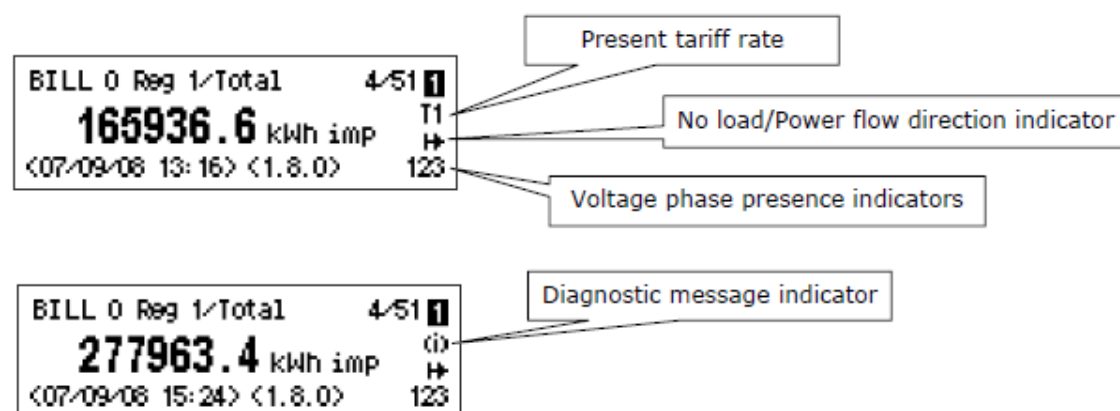 Present tariff rate
BILL 0 Reg 1/Total 4/51 1
T1
165936.6 kWh imp
No load/Power flow direction indicator
<07/09/08 13:16> <1.8.0> 123
Voltage phase presence indicators
Diagnostic message indicator
BILL 0 Reg 1/Total 4/51 1
(i)
277963.4 kWh imp
<07/09/08 15:24> <1.8.0> 123